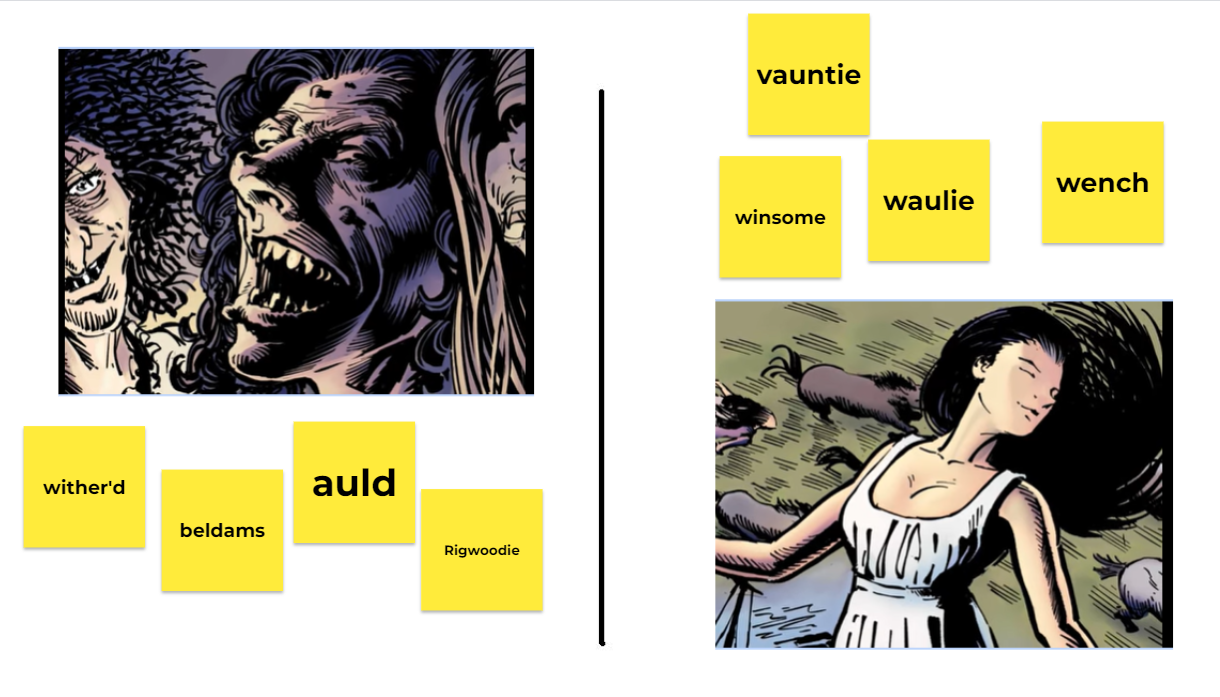 wither'd
beldams
auld
Rigwoodie
vauntie
winsome
waulie
wench